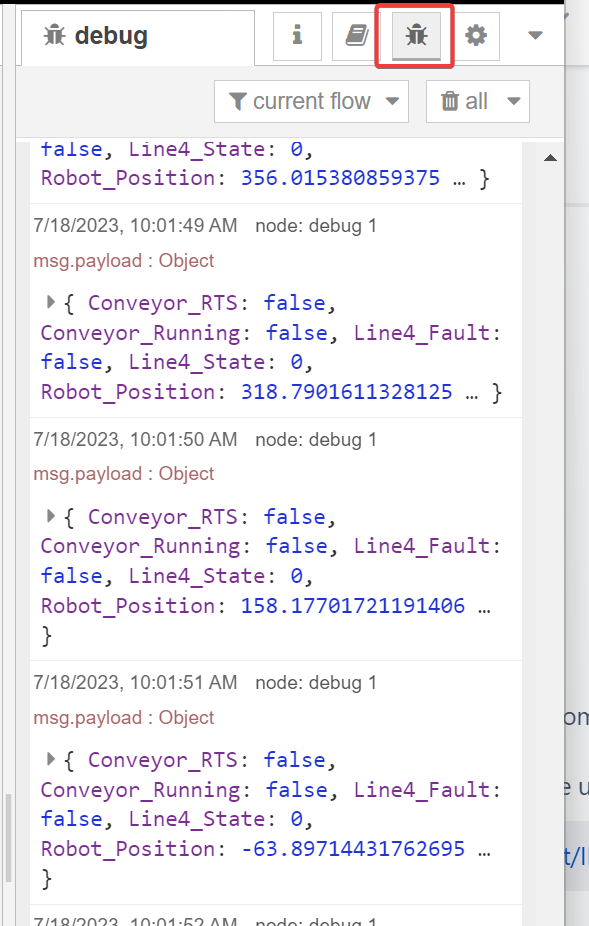 debug
current flow
all
false, Line4_State: 0,
Robot_Position: 356.015380859375 … }
7/18/2023, 10:01:49 AM node: debug 1
msg.payload : Object
{ Conveyor_RTS: false,
Conveyor_Running: false, Line4_Fault:
false, Line4_State: 0,
Robot_Position: 318.7901611328125 … }
7/18/2023, 10:01:50 AM node: debug 1
msg.payload : Object
{ Conveyor_RTS: false,
Conveyor_Running: false, Line4_Fault:
false, Line4_State: 0,
Robot_Position: 158.17701721191406 …
}
7/18/2023, 10:01:51 AM node: debug 1
msg.payload : Object
{ Conveyor_RTS: false,
Conveyor_Running: false, Line4_Fault:
false, Line4_State: 0,
Robot_Position: -63.89714431762695 …
}
7/18/2023, 10:01:52 AM node: debug 1